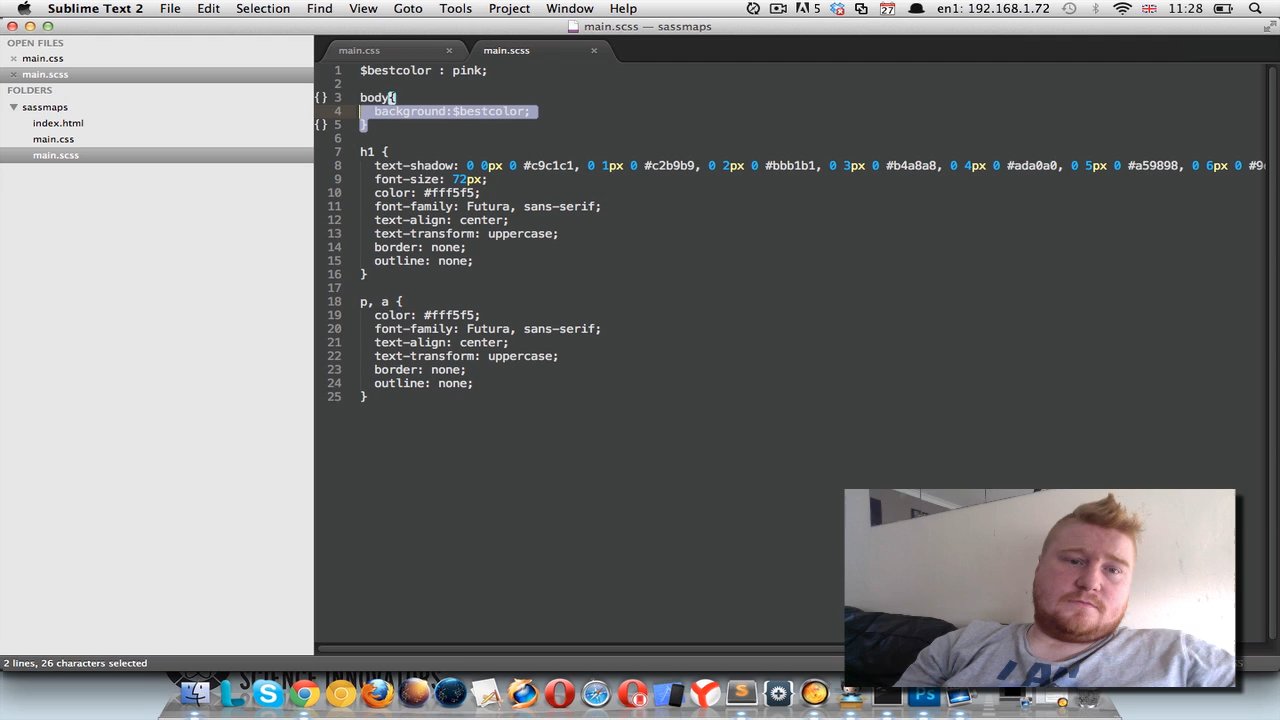 Sublime Text 2 File Edit Selection Find View Goto Tools Project Window Help 5 27 en1: 192.168.1.72 11:28
main.scss — sassmaps
OPEN FILES
main.css
main.scss
FOLDERS
sassmaps
index.html
main.css
main.scss
main.css main.scss
1 $bestcolor : pink;
2
{} 3 body{
4 background:$bestcolor;
{} 5 }
6
7 h1 {
8 text-shadow: 0 0px 0 #c9c1c1, 0 1px 0 #c2b9b9, 0 2px 0 #bbb1b1, 0 3px 0 #b4a8a8, 0 4px 0 #ada0a0, 0 5px 0 #a59898, 0 6px 0 #9
9 font-size: 72px;
10 color: #fff5f5;
11 font-family: Futura, sans-serif;
12 text-align: center;
13 text-transform: uppercase;
14 border: none;
15 outline: none;
16 }
17
18 p, a {
19 color: #fff5f5;
20 font-family: Futura, sans-serif;
21 text-align: center;
22 text-transform: uppercase;
23 border: none;
24 outline: none;
25 }
I AM
2 lines, 26 characters selected
Ps